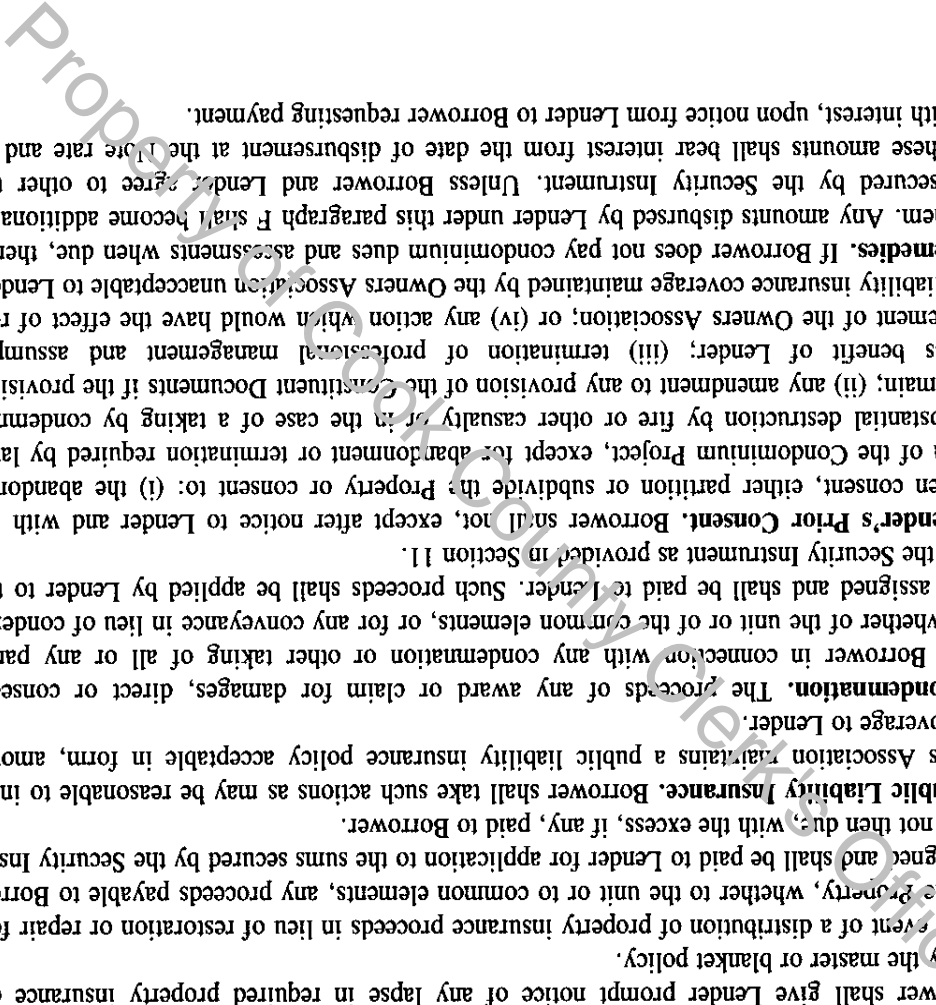 wer shall give Lender prompt notice of any lapse in required property insurance
y the master or blanket policy.
event of a distribution of property insurance proceeds in lieu of restoration or repair f
e Property, whether to the unit or to common elements, any proceeds payable to Borro
gned and shall be paid to Lender for application to the sums secured by the Security Ins
not then due, with the excess, if any, paid to Borrower.
blic Liability Insurance. Borrower shall take such actions as may be reasonable to in
s Association maintains a public liability insurance policy acceptable in form, amo
overage to Lender.
ondemnation. The proceeds of any award or claim for damages, direct or conse
Borrower in connection with any condemnation or other taking of all or any par
whether of the unit or of the common elements, or for any conveyance in lieu of conde
assigned and shall be paid to Lender. Such proceeds shall be applied by Lender to t
the Security Instrument as provided in Section 11.
ender's Prior Consent. Borrower shall not, except after notice to Lender and with
en consent, either partition or subdivide the Property or consent to: (i) the abandon
of the Condominium Project, except for abandonment or termination required by la
ostantial destruction by fire or other casualty or in the case of a taking by condemn
main; (ii) any amendment to any provision of the Constituent Documents if the provisi
s benefit of Lender; (iii) termination of professional management and assump
ement of the Owners Association; or (iv) any action which would have the effect of r
iability insurance coverage maintained by the Owners Association unacceptable to Lend
medies. If Borrower does not pay condominium dues and assessments when due, then
em. Any amounts disbursed by Lender under this paragraph F shall become additiona
secured by the Security Instrument. Unless Borrower and Lender agree to other t
hese amounts shall bear interest from the date of disbursement at the Note rate and
ith interest, upon notice from Lender to Borrower requesting payment.
Property of Cook County Clerk's Offic